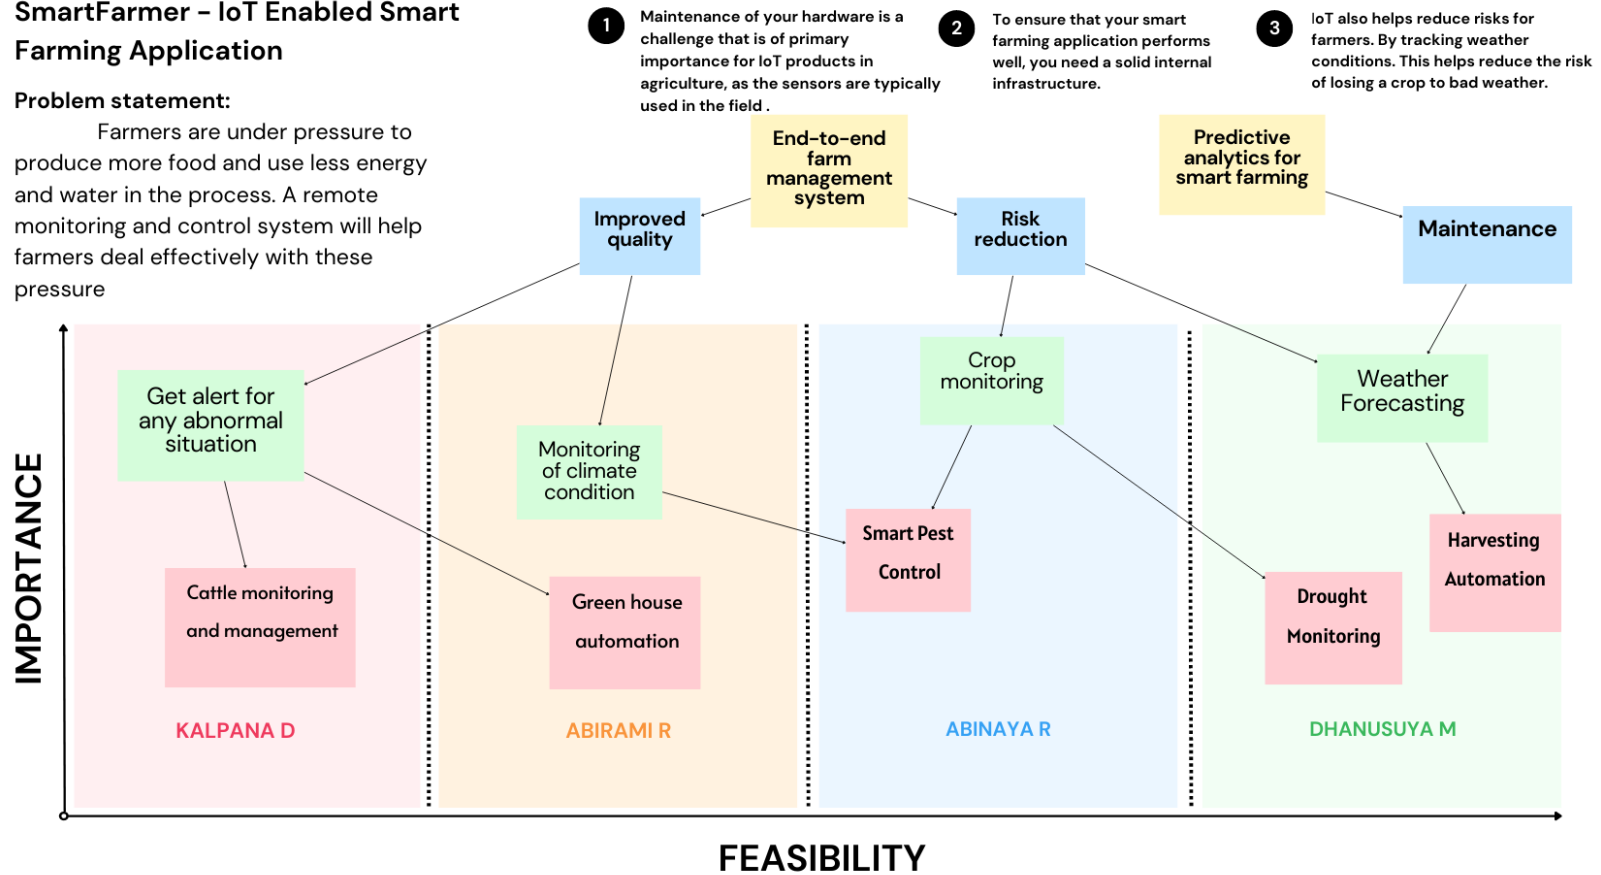 SmartFarmer - IoT Enabled Smart
Farming Application
Problem statement:
Farmers are under pressure to
produce more food and use less energy
and water in the process. A remote
monitoring and control system will help
farmers deal effectively with these
pressure
1
Maintenance of your hardware is a
challenge that is of primary
importance for IoT products in
agriculture, as the sensors are typically
used in the field .
2
To ensure that your smart
farming application performs
well, you need a solid internal
infrastructure.
3
IoT also helps reduce risks for
farmers. By tracking weather
conditions. This helps reduce the risk
of losing a crop to bad weather.
End-to-end
farm
management
system
Predictive
analytics for
smart farming
Improved
quality
Risk
reduction
Maintenance
Get alert for
any abnormal
situation
Monitoring
of climate
condition
Crop
monitoring
Weather
Forecasting
Cattle monitoring
and management
Green house
automation
Smart Pest
Control
Drought
Monitoring
Harvesting
Automation
KALPANA D
ABIRAMI R
ABINAYA R
DHANUSUYA M
IMPORTANCE
FEASIBILITY